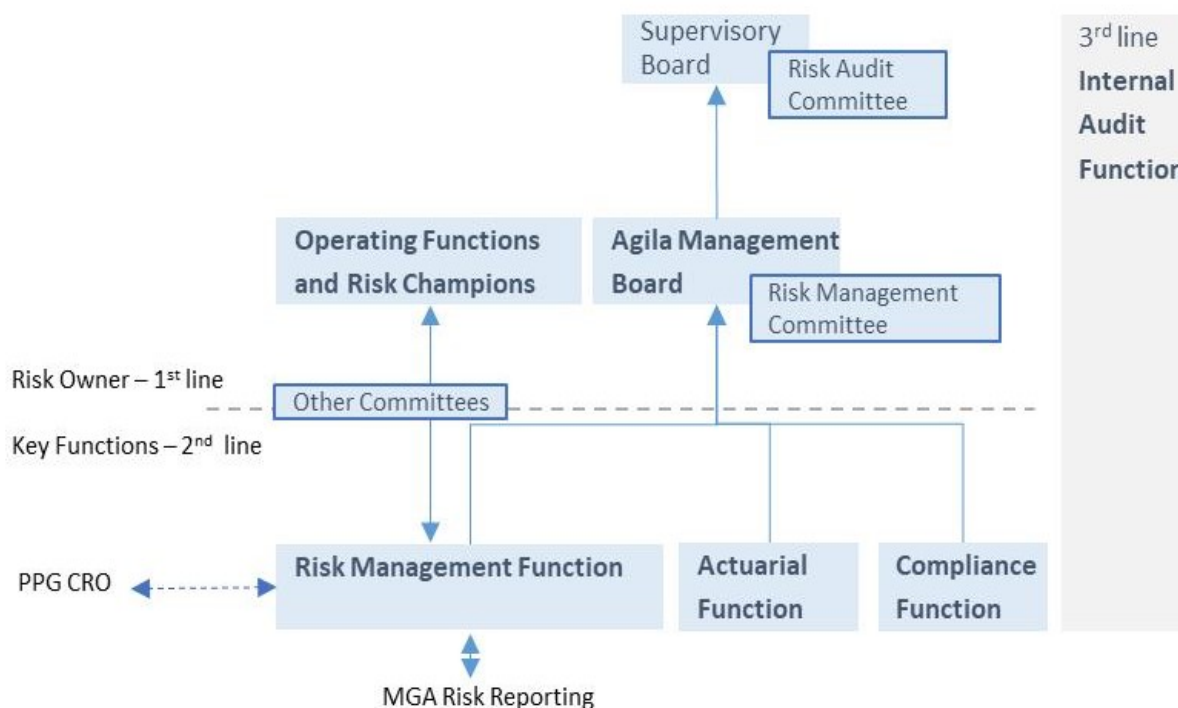 Supervisory
Board
Risk Audit
Committee
3rd line
Internal
Audit
Function
Operating Functions
and Risk Champions
Agila Management
Board
Risk Management
Committee
Risk Owner – 1st line
Other Committees
Key Functions – 2nd line
Risk Management Function
Actuarial
Function
Compliance
Function
PPG CRO
MGA Risk Reporting